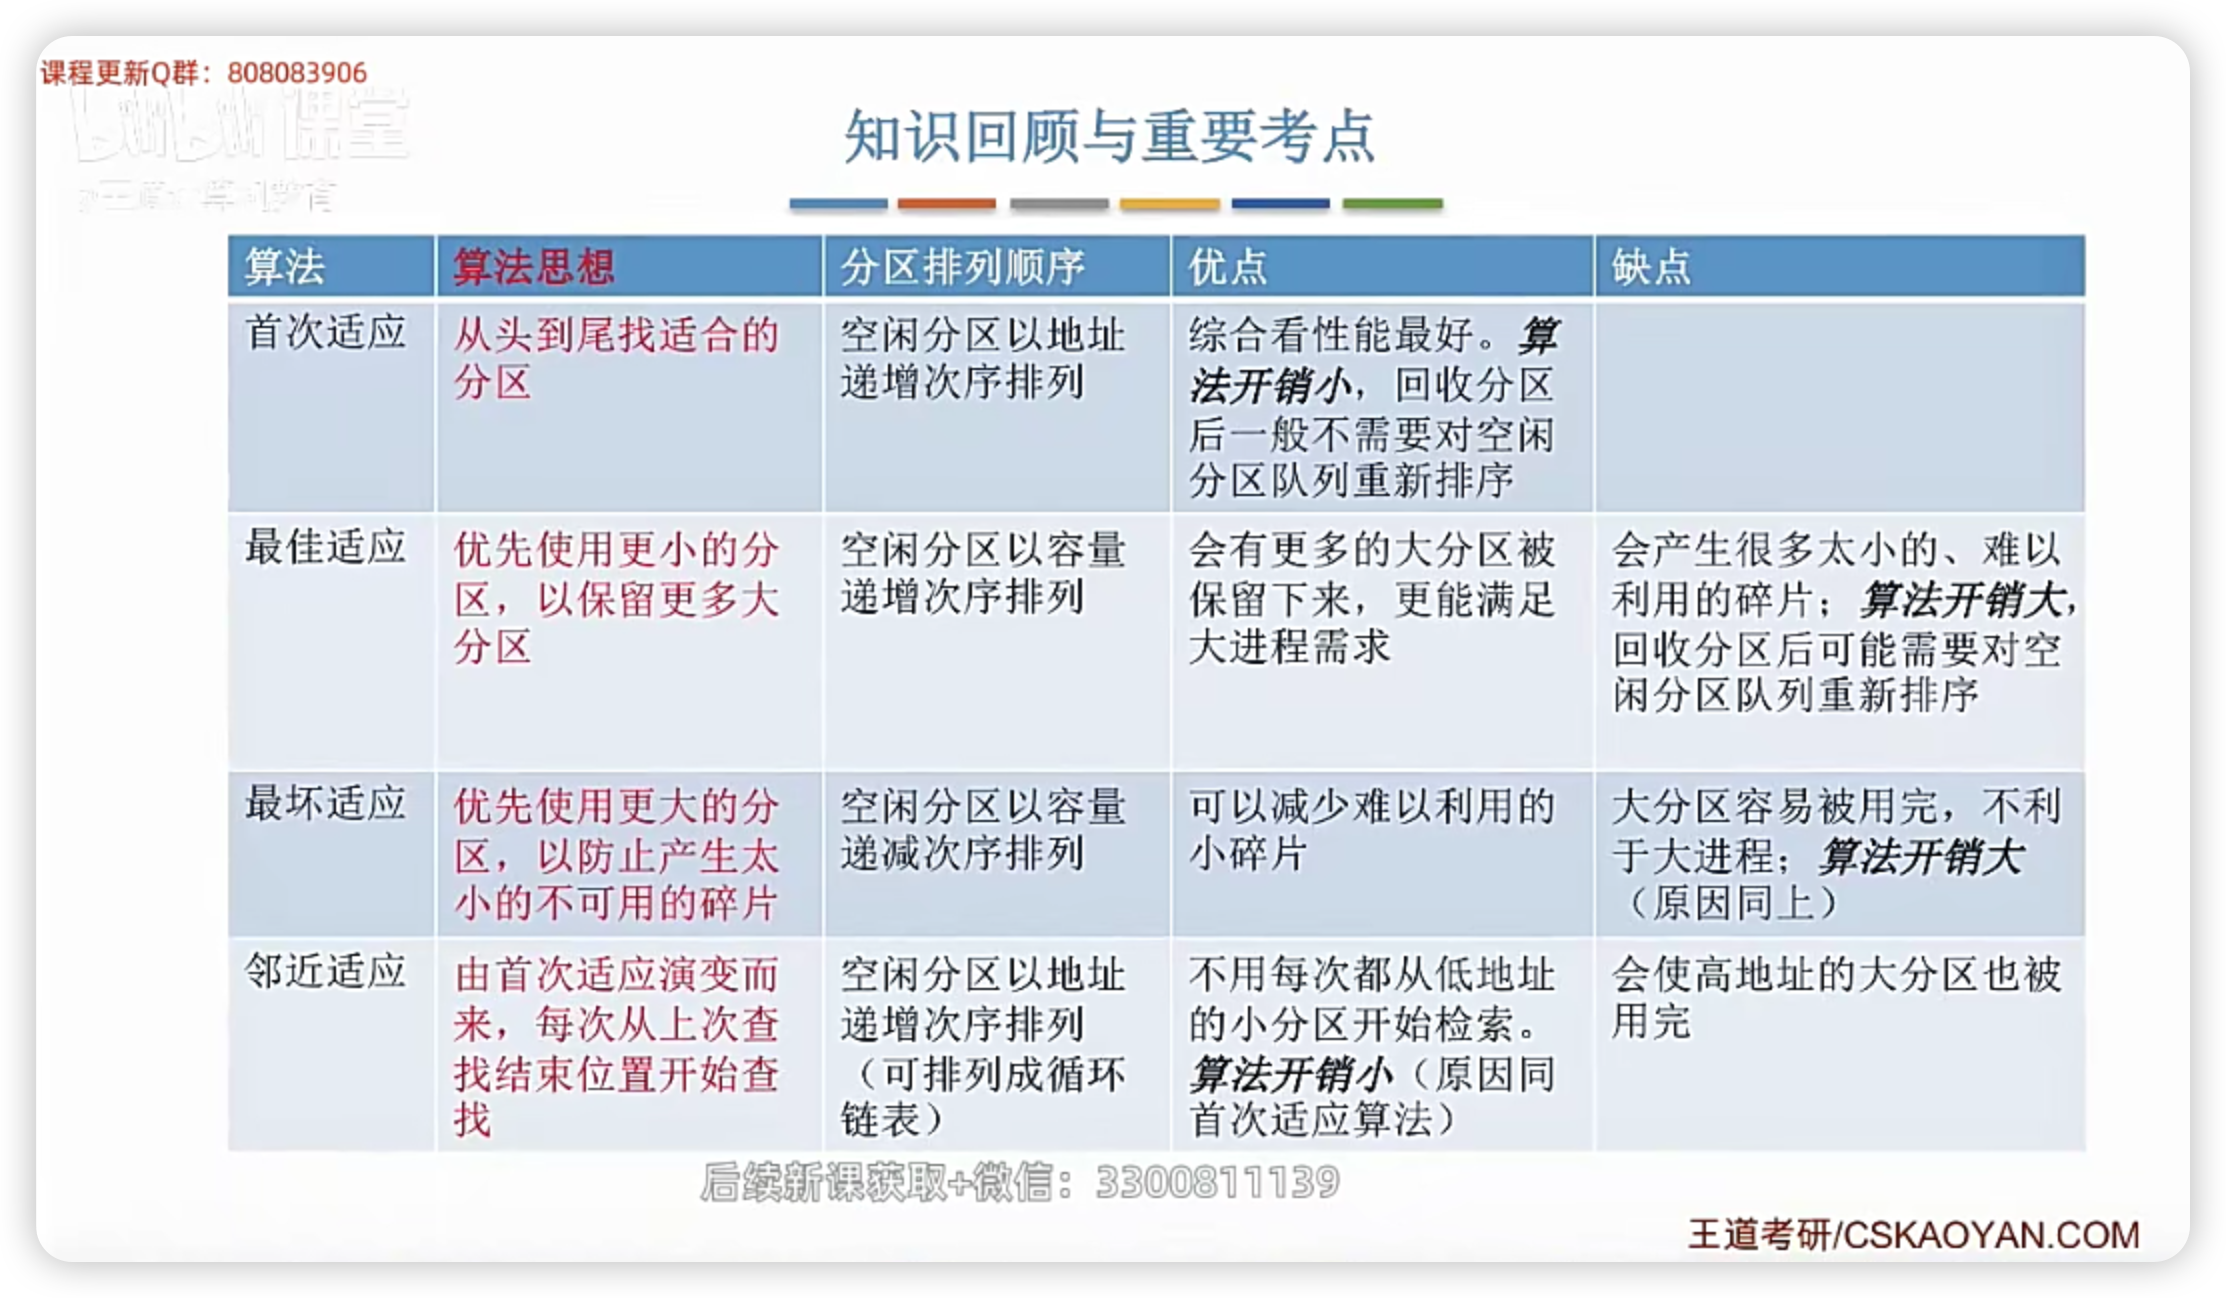 课程更新Q群：808083906
bilibili课堂
知识回顾与重要考点
算法
算法思想
分区排列顺序
优点
缺点
首次适应
从头到尾找适合的
分区
空闲分区以地址
递增次序排列
综合看性能最好。算
法开销小，回收分区
后一般不需要对空闲
分区队列重新排序
最佳适应
优先使用更小的分
区，以保留更多大
分区
空闲分区以容量
递增次序排列
会有更多的大分区被
保留下来，更能满足
大进程需求
会产生很多太小的、难以
利用的碎片；算法开销大，
回收分区后可能需要对空
闲分区队列重新排序
最坏适应
优先使用更大的分
区，以防止产生太
小的不可用的碎片
空闲分区以容量
递减次序排列
可以减少难以利用的
小碎片
大分区容易被用完，不利
于大进程；算法开销大
（原因同上）
邻近适应
由首次适应演变而
来，每次从上次查
找结束位置开始查
找
空闲分区以地址
递增次序排列
（可排列成循环
链表）
不用每次都从低地址
的小分区开始检索。
算法开销小（原因同
首次适应算法）
会使高地址的大分区也被
用完
后续新课获取+微信：3300811139
王道考研/CSKAOYAN.COM